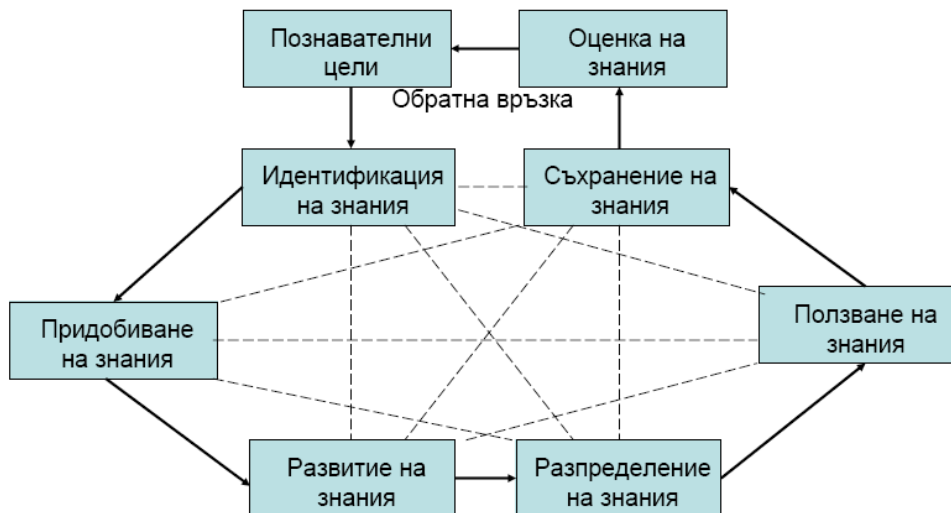 Познавателни
цели
Оценка на
знания
Обратна връзка
Идентификация
на знания
Съхранение на
знания
Придобиване
на знания
Ползване на
знания
Развитие на
знания
Разпределение
на знания